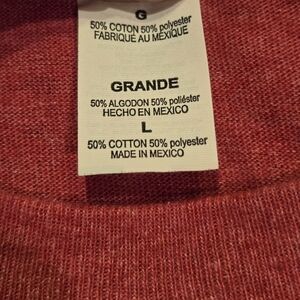 G
50% COTON 50% polyester
FABRIQUÉ AU MEXIQUE
GRANDE
50% ALGODON 50% poliéster
HECHO EN MEXICO
L
50% COTTON 50% polyester
MADE IN MEXICO